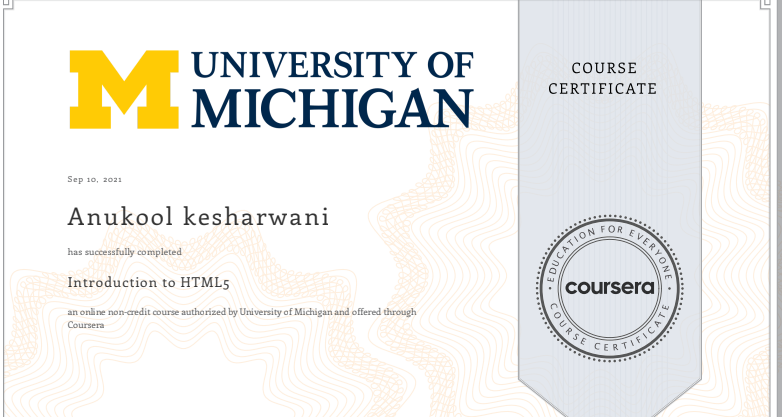 UNIVERSITY OF
MICHIGAN
COURSE
CERTIFICATE
Sep 10, 2021
Anukool kesharwani
has successfully completed
Introduction to HTML5
an online non-credit course authorized by University of Michigan and offered through
Coursera
EDUCATION FOR EVERYONE
coursera
COURSE CERTIFICATE